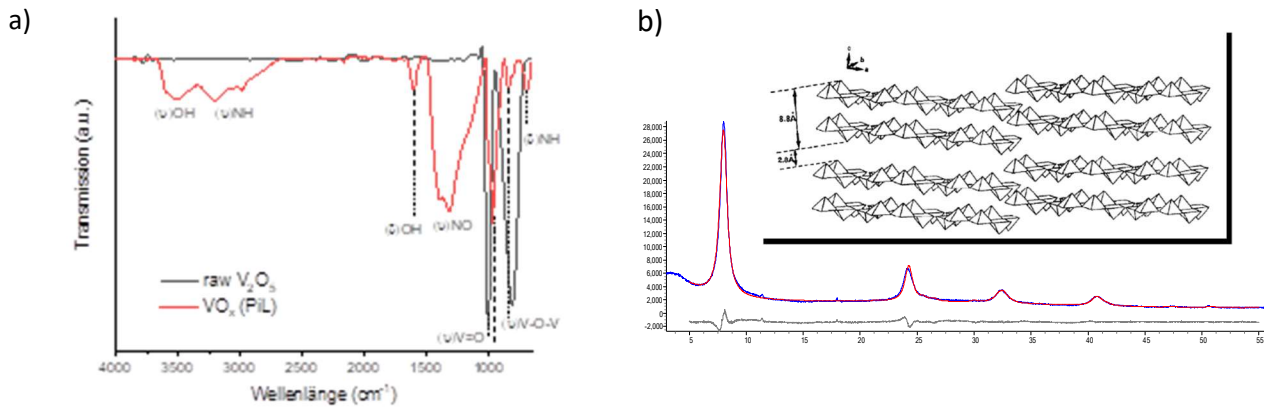 a)
Transmission (a.u.)
(υ)OH
(υ)NH
(δ)OH
(υ)NO
(υ)V=O
(υ)V-O-V
(δ)NH
raw V₂O₅
VOₓ (PiL)
4000 3500 3000 2500 2000 1500 1000
Wellenlänge (cm⁻¹)
b)
c
b
a
8.8Å
2.8Å
28,000
26,000
24,000
22,000
20,000
18,000
16,000
14,000
12,000
10,000
8,000
6,000
4,000
2,000
0
-2,000
5 10 15 20 25 30 35 40 45 50 55